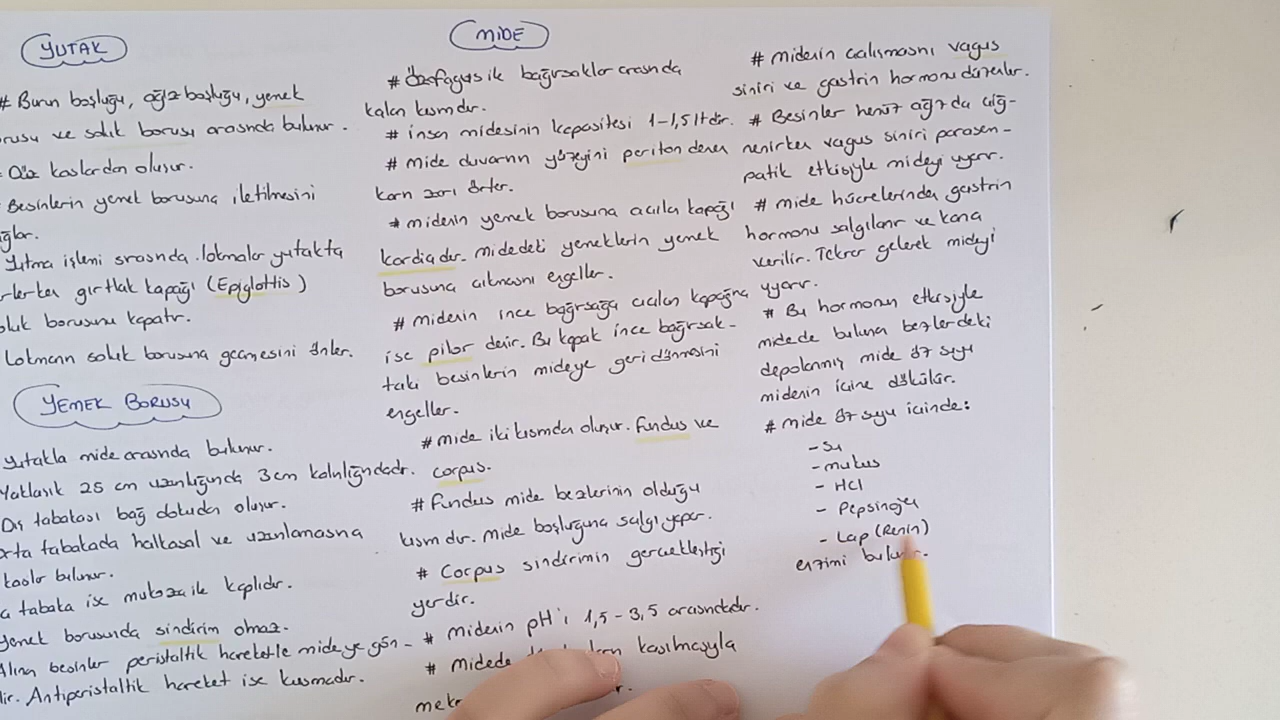 YUTAK
# Burun boşluğu, ağız boşluğu, yemek
orusu ve soluk borusu arasında bulunur.
Düz kaslardan oluşur.
Besinlerin yemek borusuna iletilmesini
ğlar.
Yutma işlemi sırasında lokmalar yutakta
rlerken gırtlak kapağı (Epiglottis)
oluk borusunu kapatır.
Lokmanın soluk borusuna geçmesini önler.
YEMEK BORUSU
Yutakla mide arasında bulunur.
Yaklaşık 25 cm uzunluğunda 3 cm kalınlığındadır.
Dış tabakası bağ dokudan oluşur.
orta tabakada halkasal ve uzunlamasına
kaslar bulunur.
a tabaka ise mukoza ile kaplıdır.
Yemek borusunda sindirim olmaz.
Alınan besinler peristaltik hareketle mideye gön-
lir. Antiperistaltik hareket ise kusmadır.
MİDE
# Özofagus ile bağırsaklar arasında
kalan kısımdır.
# insan midesinin kapasitesi 1-1,5 lt dir.
# mide duvarının yüzeyini periton denen
karın zarı örter.
# midenin yemek borusuna açılan kapağı
kardiadır. midedeki yemeklerin yemek
borusuna çıkmasını engeller.
# midenin ince bağırsağa açılan kapağına
ise pilor denir. Bu kapak ince bağırsak-
taki besinlerin mideye geri dönmesini
engeller.
# mide iki kısımdan oluşur. fundus ve
corpus.
# fundus mide bezlerinin olduğu
kısımdır. mide boşluğuna salgı yapar.
# Corpus sindirimin gerçekleştiği
yerdir.
# midenin pH'ı 1,5-3,5 arasındadır.
# midede kasılmasıyla
# midenin çalışmasını vagus
siniri ve gastrin hormonu düzenler.
# Besinler henüz ağızda çiğ-
nenirken vagus siniri parasem-
patik etkisiyle mideyi uyarır.
# mide hücrelerinden gastrin
hormonu salgılanır ve kana
verilir. Tekrar gelerek mideyi
uyarır.
# Bu hormonun etkisiyle
midede bulunan bezlerdeki
depolanmış mide öz suyu
midenin içine dökülür.
# mide öz suyu içinde:
- Su
- mukus
- HCl
- Pepsinojen
- Lap (Renin)
enzimi bulunur.